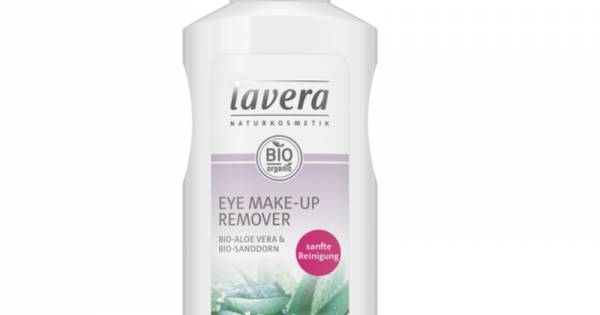 lavera
NATURKOSMETIK
BIO
organic
EYE MAKE-UP
REMOVER
BIO-ALOE VERA &
BIO-SANDDORN
sanfte
Reinigung